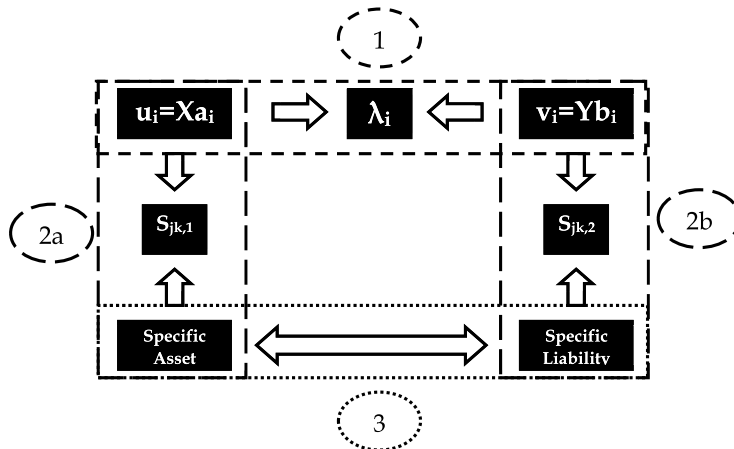 1
uᵢ=Xaᵢ
λᵢ
vᵢ=Ybᵢ
2a
Sⱼₖ,₁
Sⱼₖ,₂
2b
Specific
Asset
Specific
Liability
3